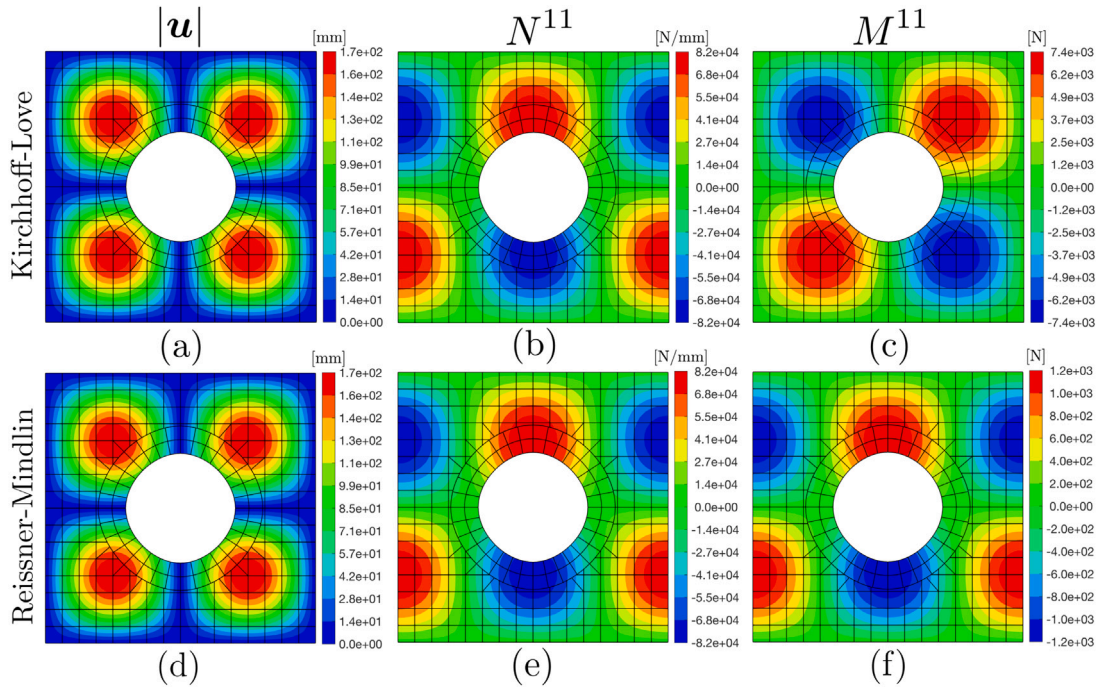 |u| N^11 M^11
Kirchhoff-Love
[mm]
1.7e+02
1.6e+02
1.4e+02
1.3e+02
1.1e+02
9.9e+01
8.5e+01
7.1e+01
5.7e+01
4.2e+01
2.8e+01
1.4e+01
0.0e+00
(a)
[N/mm]
8.2e+04
6.8e+04
5.5e+04
4.1e+04
2.7e+04
1.4e+04
0.0e+00
-1.4e+04
-2.7e+04
-4.1e+04
-5.5e+04
-6.8e+04
-8.2e+04
(b)
[N]
7.4e+03
6.2e+03
4.9e+03
3.7e+03
2.5e+03
1.2e+03
0.0e+00
-1.2e+03
-2.5e+03
-3.7e+03
-4.9e+03
-6.2e+03
-7.4e+03
(c)
Reissner-Mindlin
[mm]
1.7e+02
1.6e+02
1.4e+02
1.3e+02
1.1e+02
9.9e+01
8.5e+01
7.1e+01
5.7e+01
4.2e+01
2.8e+01
1.4e+01
0.0e+00
(d)
[N/mm]
8.2e+04
6.8e+04
5.5e+04
4.1e+04
2.7e+04
1.4e+04
0.0e+00
-1.4e+04
-2.7e+04
-4.1e+04
-5.5e+04
-6.8e+04
-8.2e+04
(e)
[N]
1.2e+03
1.0e+03
8.0e+02
6.0e+02
4.0e+02
2.0e+02
0.0e+00
-2.0e+02
-4.0e+02
-6.0e+02
-8.0e+02
-1.0e+03
-1.2e+03
(f)